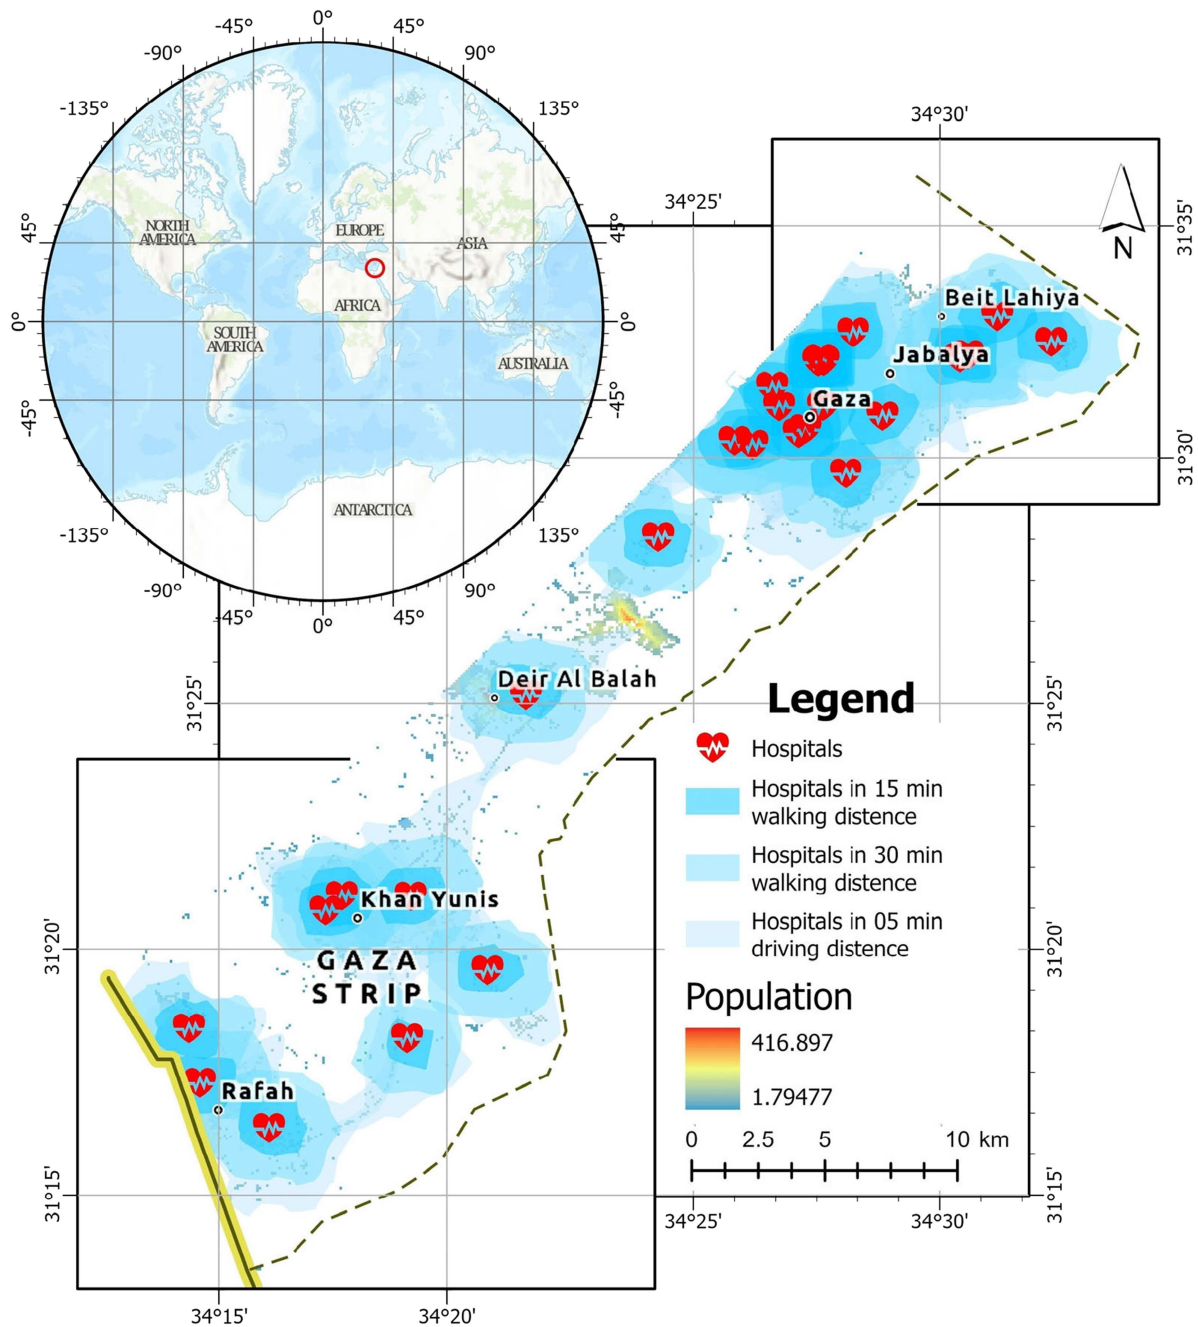 -45°
0°
45°
-90°
90°
-135°
135°
45°
45°
0°
0°
-45°
-45°
-135°
135°
-90°
90°
-45°
45°
0°
NORTH
AMERICA
EUROPE
ASIA
AFRICA
SOUTH
AMERICA
AUSTRALIA
ANTARCTICA
34°30'
34°25'
31°35'
N
Beit Lahiya
Jabalya
Gaza
31°30'
Deir Al Balah
31°25'
31°25'
Khan Yunis
GAZA
STRIP
31°20'
31°20'
Rafah
31°15'
31°15'
34°15'
34°20'
34°25'
34°30'
Legend
Hospitals
Hospitals in 15 min
walking distence
Hospitals in 30 min
walking distence
Hospitals in 05 min
driving distence
Population
416.897
1.79477
0 2.5 5 10 km